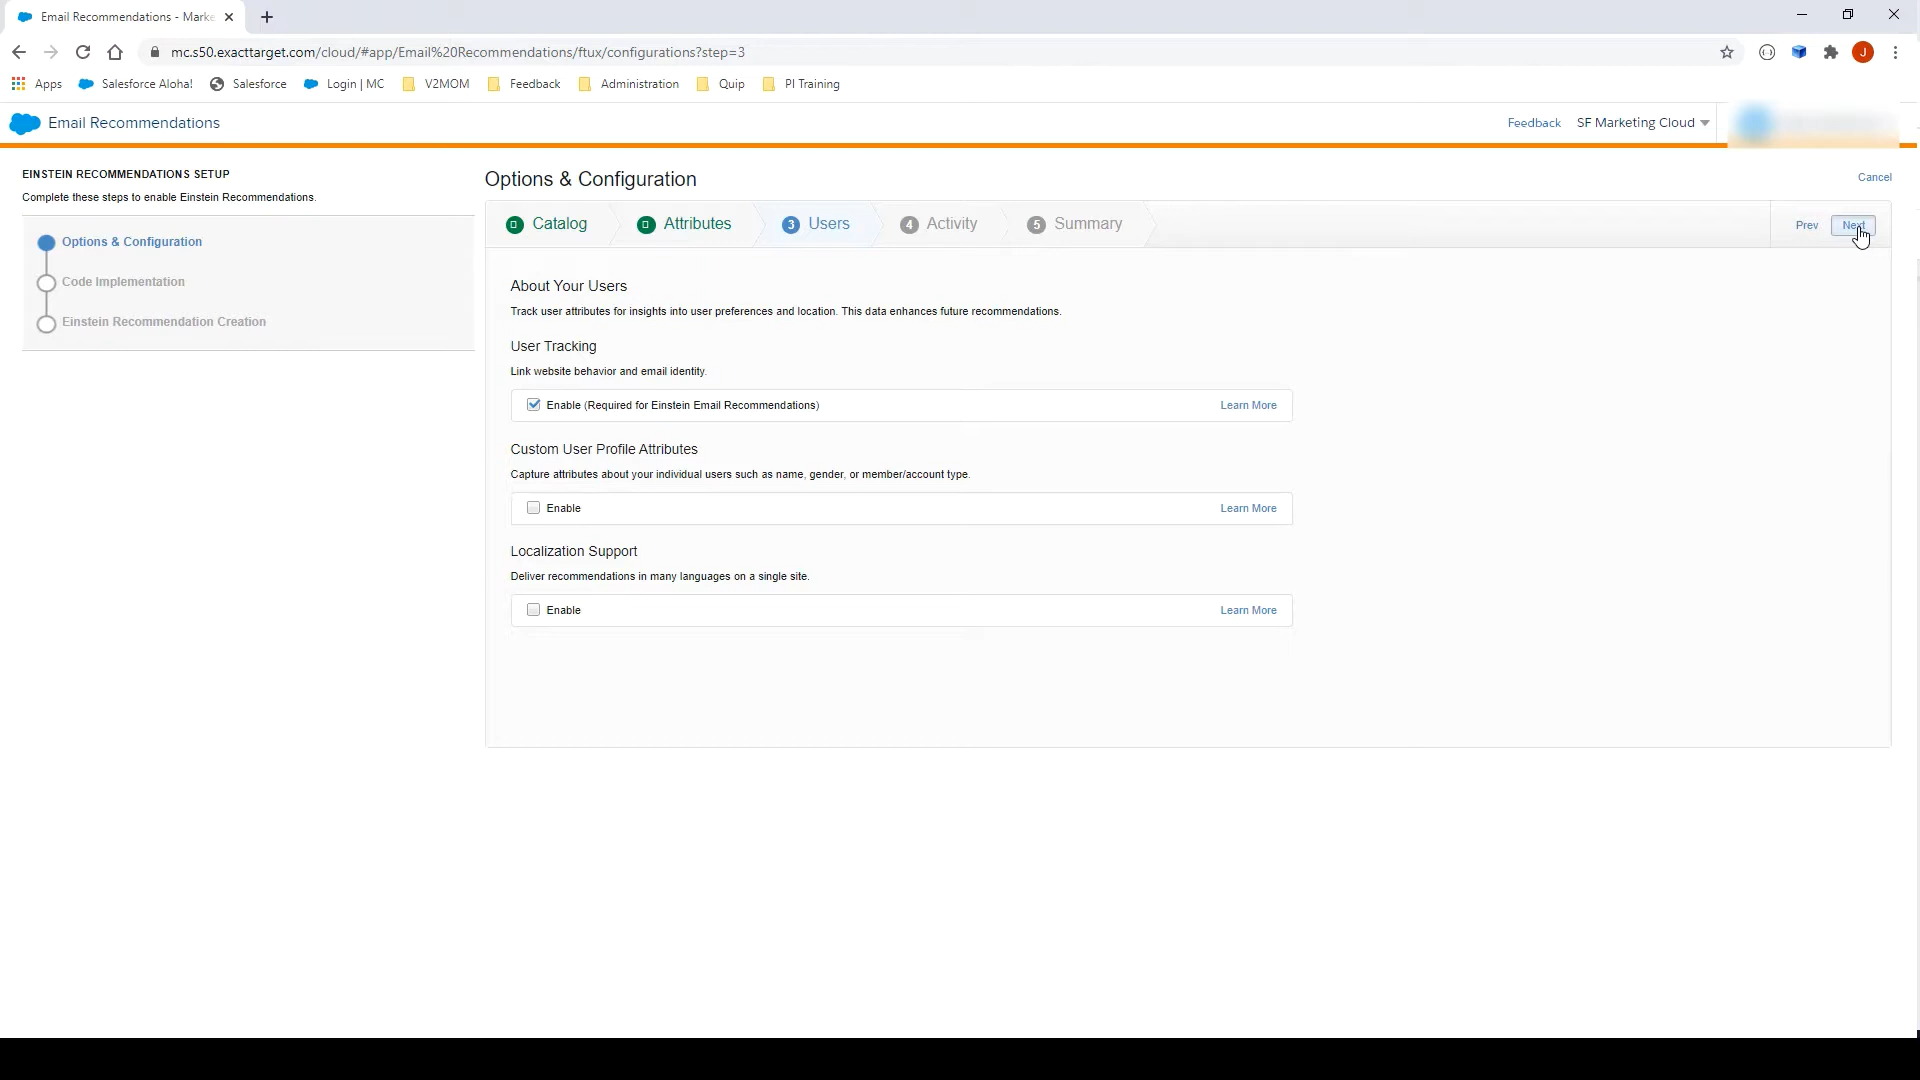 Email Recommendations - Marke
mc.s50.exacttarget.com/cloud/#app/Email%20Recommendations/ftux/configurations?step=3
J
Apps Salesforce Aloha! Salesforce Login | MC V2MOM Feedback Administration Quip PI Training
Email Recommendations
Feedback SF Marketing Cloud
EINSTEIN RECOMMENDATIONS SETUP
Complete these steps to enable Einstein Recommendations.
Options & Configuration
Code Implementation
Einstein Recommendation Creation
Options & Configuration
Cancel
Catalog Attributes 3 Users 4 Activity 5 Summary
Prev Next
About Your Users
Track user attributes for insights into user preferences and location. This data enhances future recommendations.
User Tracking
Link website behavior and email identity.
Enable (Required for Einstein Email Recommendations) Learn More
Custom User Profile Attributes
Capture attributes about your individual users such as name, gender, or member/account type.
Enable Learn More
Localization Support
Deliver recommendations in many languages on a single site.
Enable Learn More